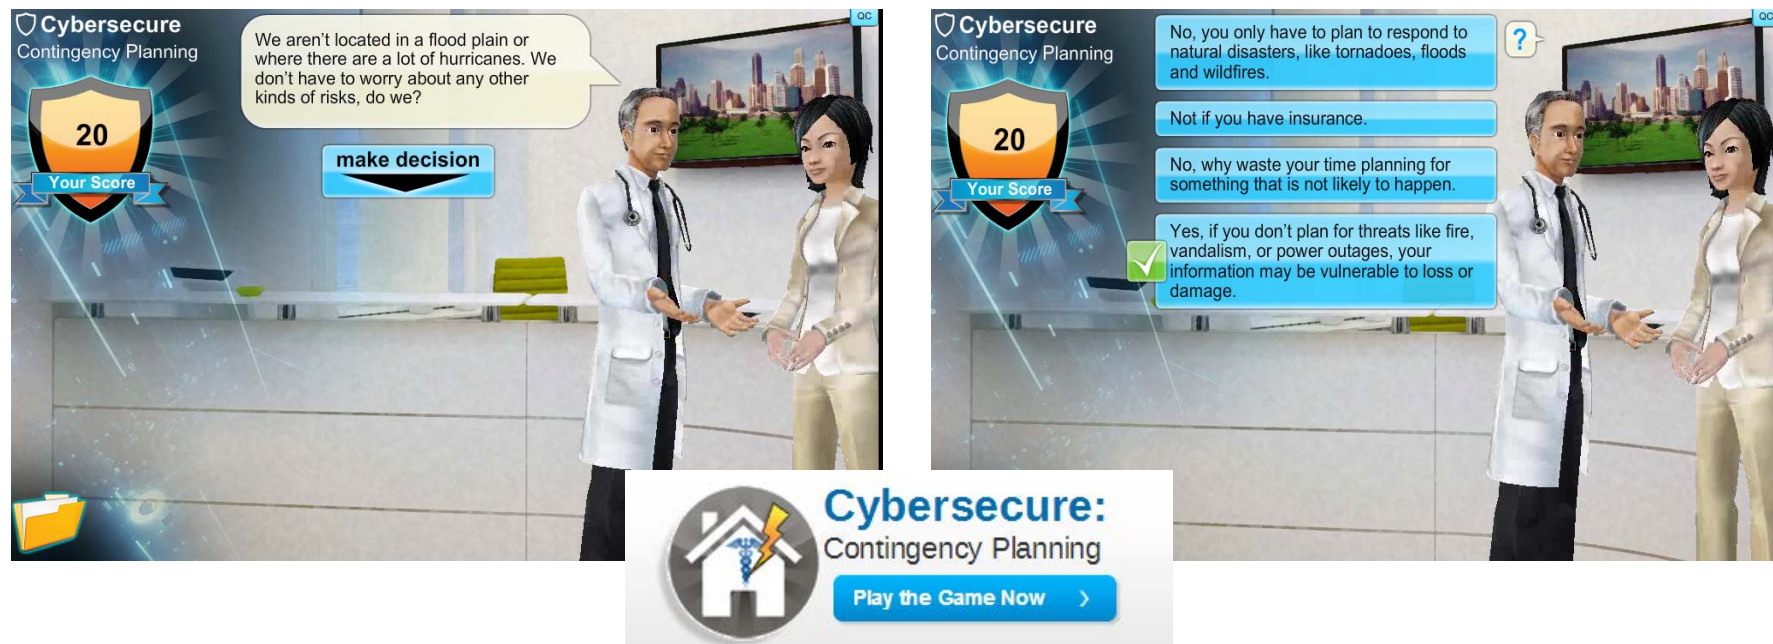 Cybersecure
Contingency Planning
20
Your Score
We aren’t located in a flood plain or
where there are a lot of hurricanes. We
don’t have to worry about any other
kinds of risks, do we?
make decision
QC
Cybersecure
Contingency Planning
20
Your Score
No, you only have to plan to respond to
natural disasters, like tornadoes, floods
and wildfires.
Not if you have insurance.
No, why waste your time planning for
something that is not likely to happen.
Yes, if you don’t plan for threats like fire,
vandalism, or power outages, your
information may be vulnerable to loss or
damage.
?
QC
Cybersecure:
Contingency Planning
Play the Game Now